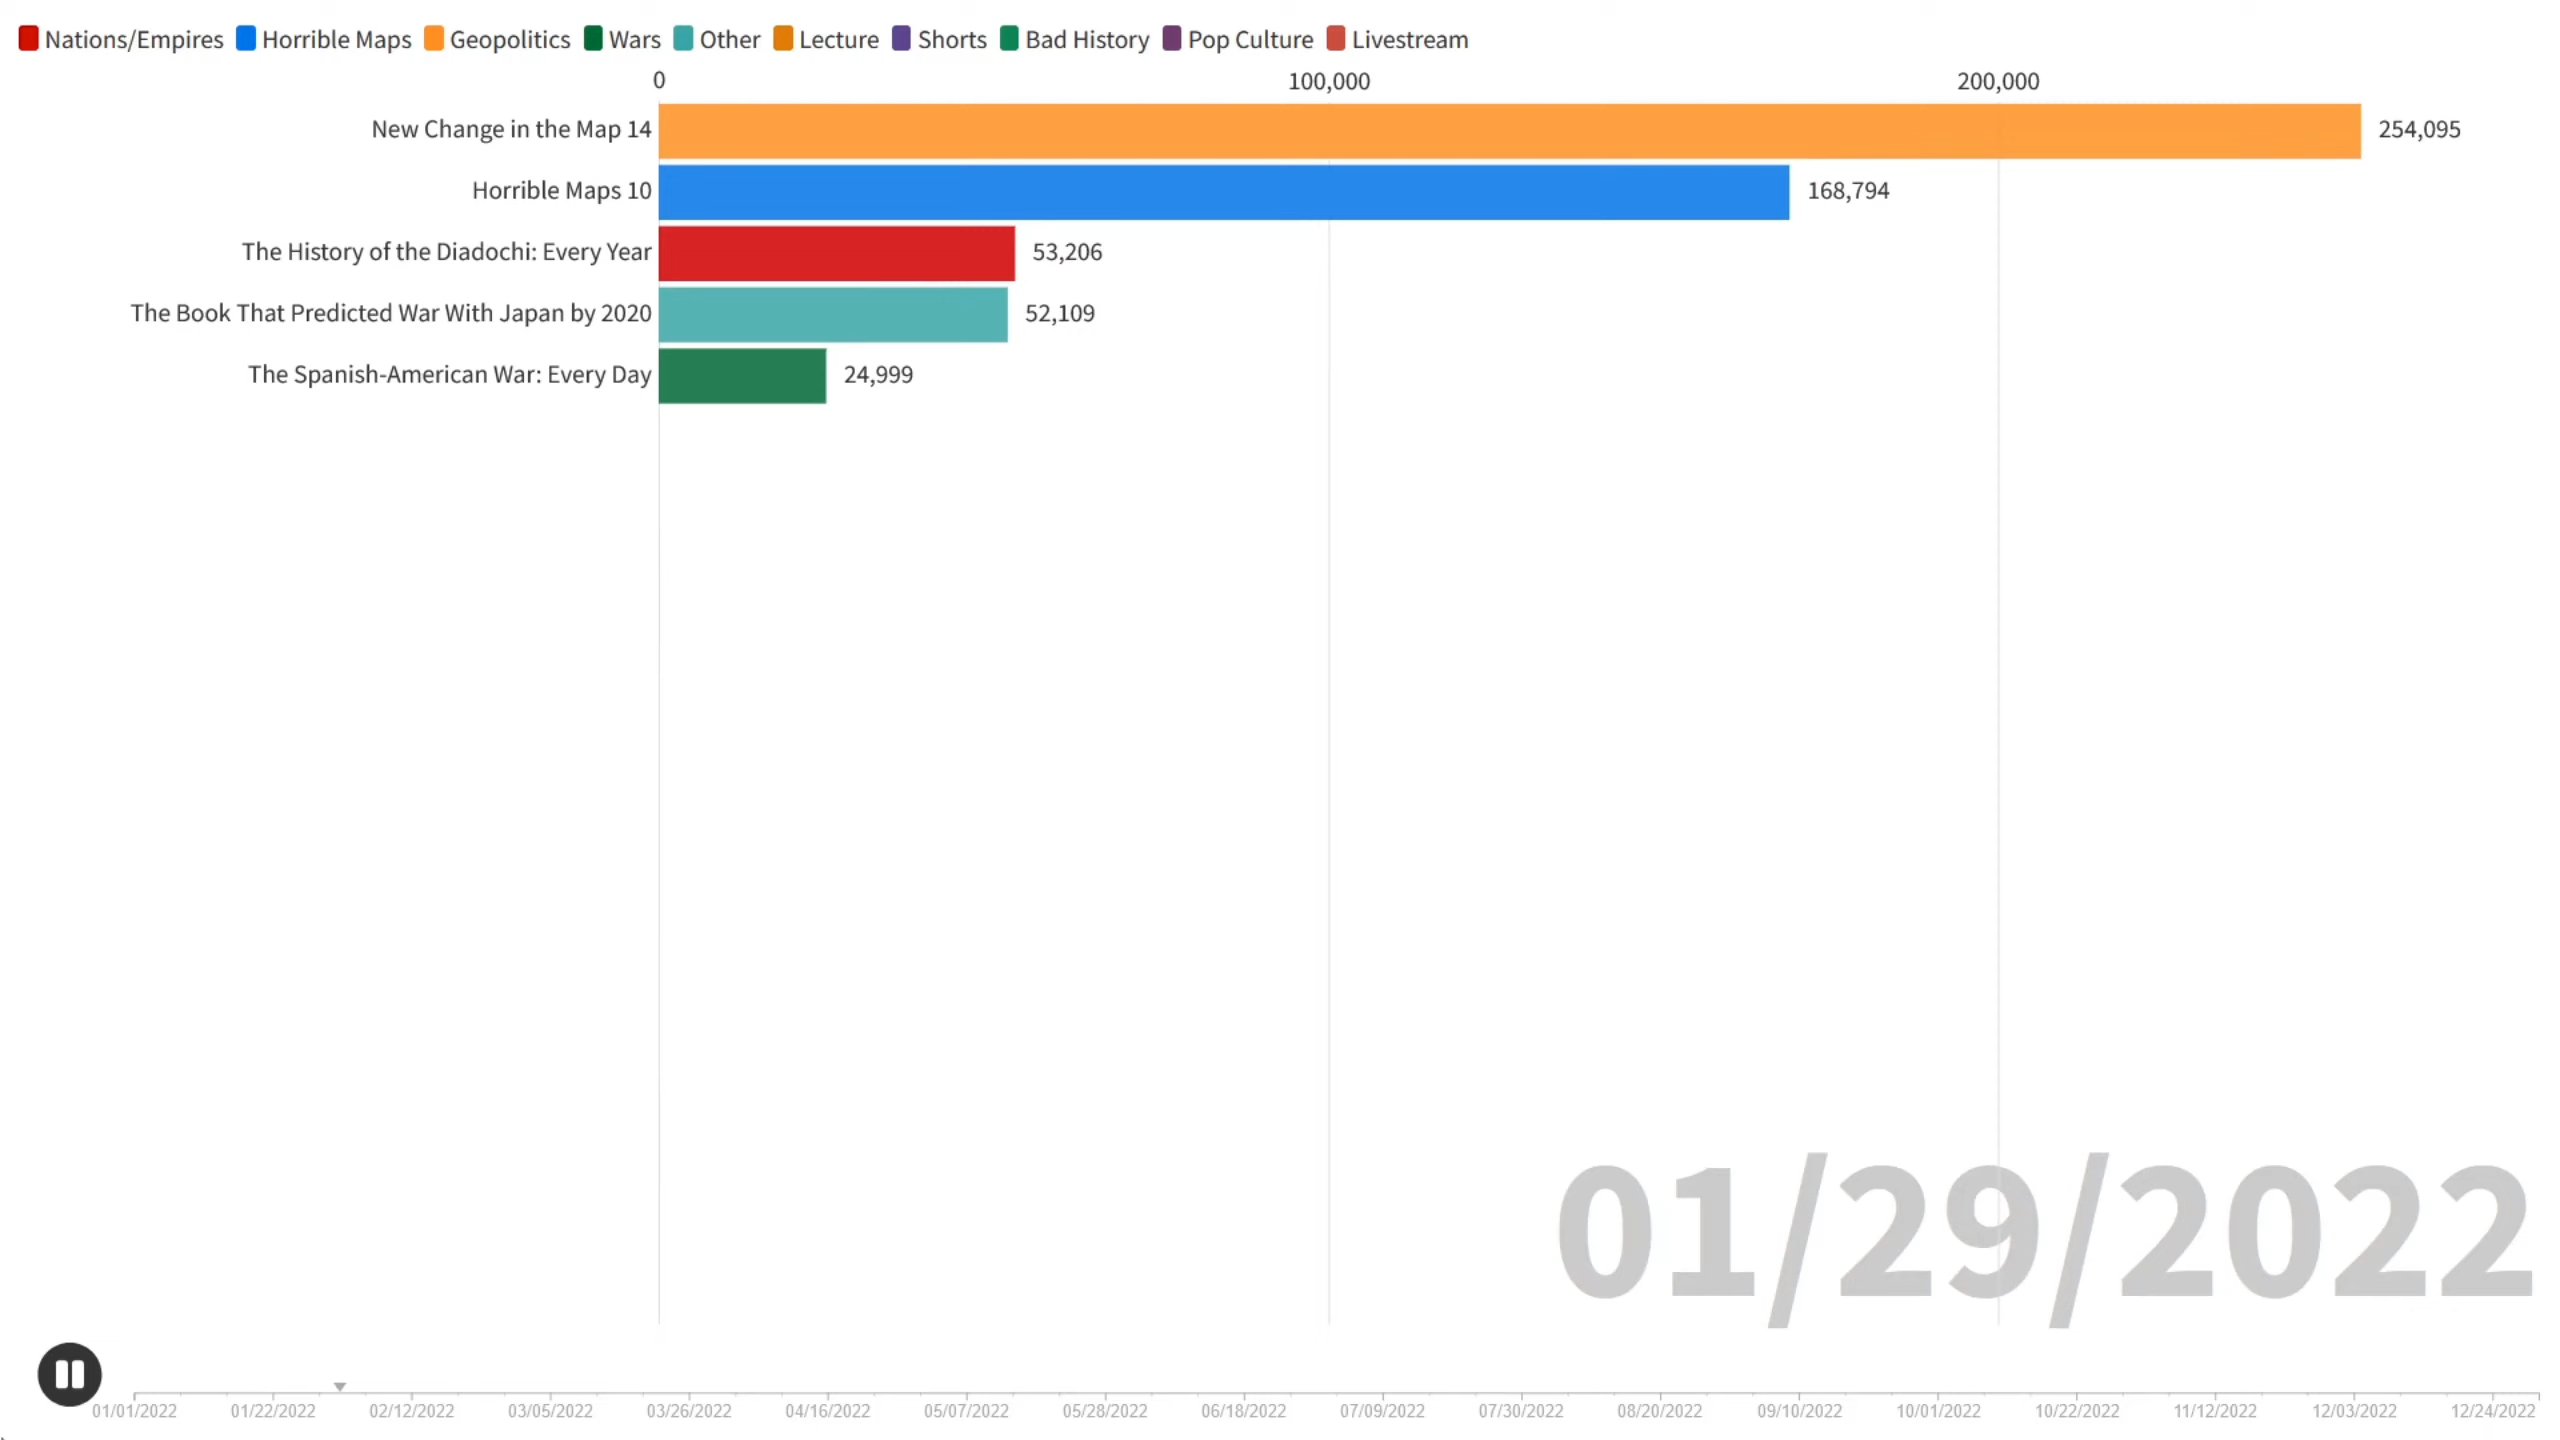 Nations/Empires Horrible Maps Geopolitics Wars Other Lecture Shorts Bad History Pop Culture Livestream
0 100,000 200,000
New Change in the Map 14 254,095
Horrible Maps 10 168,794
The History of the Diadochi: Every Year 53,206
The Book That Predicted War With Japan by 2020 52,109
The Spanish-American War: Every Day 24,999
01/29/2022
01/01/2022 01/22/2022 02/12/2022 03/05/2022 03/26/2022 04/16/2022 05/07/2022 05/28/2022 06/18/2022 07/09/2022 07/30/2022 08/20/2022 09/10/2022 10/01/2022 10/22/2022 11/12/2022 12/03/2022 12/24/2022